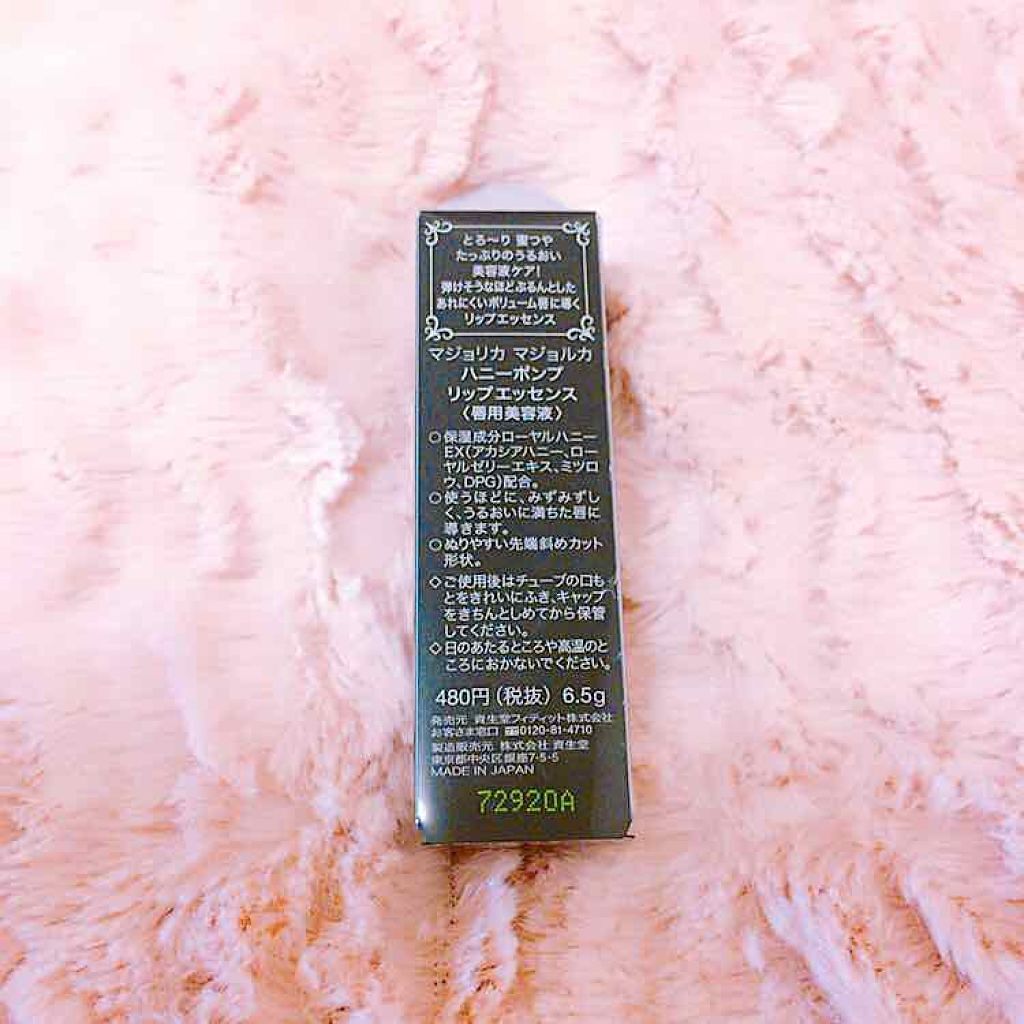 とろ～り 蜜つや
たっぷりのうるおい
美容液ケア!
弾けそうなほどぷるんとした
あれにくいボリューム唇に導く
リップエッセンス
マジョリカ マジョルカ
ハニーポンプ
リップエッセンス
〈唇用美容液〉
○保湿成分ローヤルハニー
EX(アカシアハニー、ロー
ヤルゼリーエキス、ミツロ
ウ、DPG)配合。
○使うほどに、みずみずし
く、うるおいに満ちた唇に
導きます。
○ぬりやすい先端斜めカット
形状。
◇ご使用後はチューブの口も
とをきれいにふき、キャップ
をきちんとしめてから保管
してください。
◇日のあたるところや高温のと
ころにおかないでください。
480円(税抜) 6.5g
発売元 資生堂フィティット株式会社
お客さま窓口 0120-81-4710
製造販売元 株式会社 資生堂
東京都中央区銀座7-5-5
MADE IN JAPAN
72920A